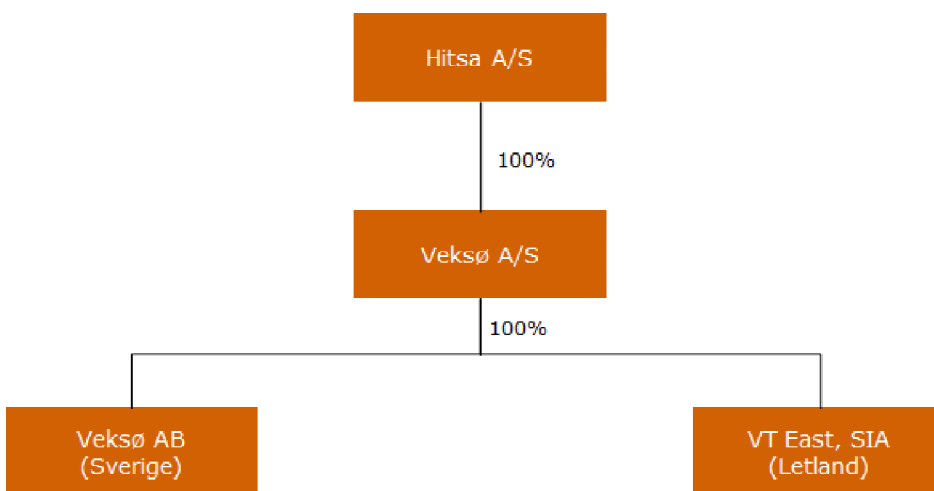 Hitsa A/S
100%
Veksø A/S
100%
Veksø AB
(Sverige)
VT East, SIA
(Letland)